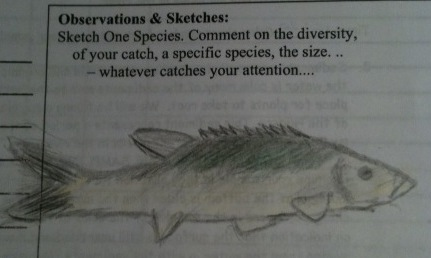 Observations & Sketches:
Sketch One Species. Comment on the diversity,
of your catch, a specific species, the size. ..
– whatever catches your attention....